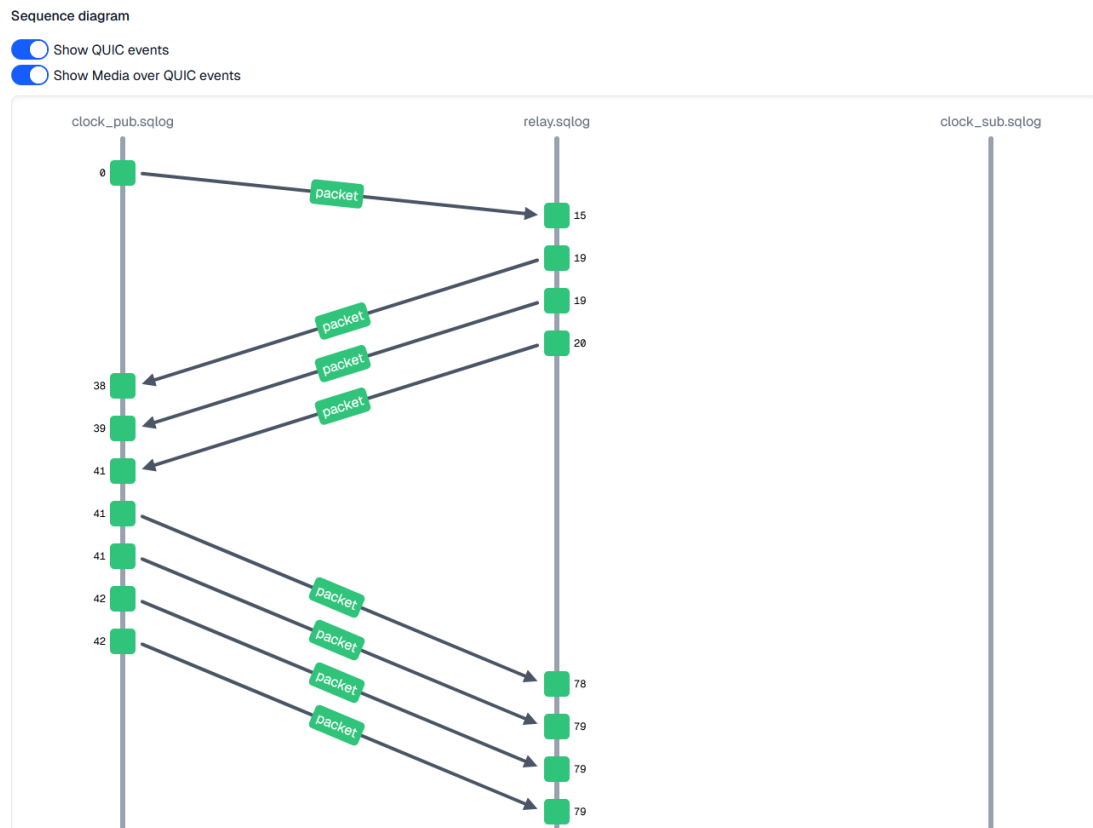 Sequence diagram
Show QUIC events
Show Media over QUIC events
clock_pub.sqlog relay.sqlog clock_sub.sqlog
0
packet
15
19
packet
19
packet
20
packet
38
39
41
41
41
42
42
packet
packet
packet
packet
78
79
79
79